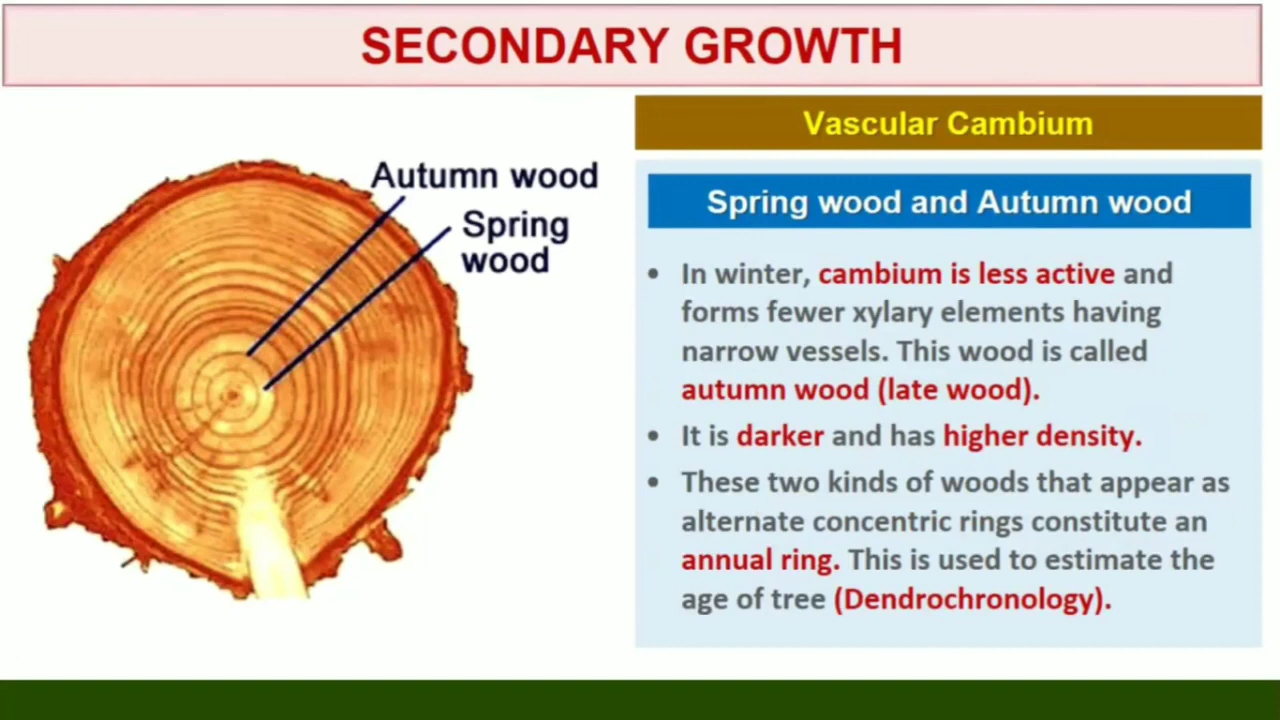 SECONDARY GROWTH
Autumn wood
Spring
wood
Vascular Cambium
Spring wood and Autumn wood
• In winter, cambium is less active and
forms fewer xylary elements having
narrow vessels. This wood is called
autumn wood (late wood).
• It is darker and has higher density.
• These two kinds of woods that appear as
alternate concentric rings constitute an
annual ring. This is used to estimate the
age of tree (Dendrochronology).